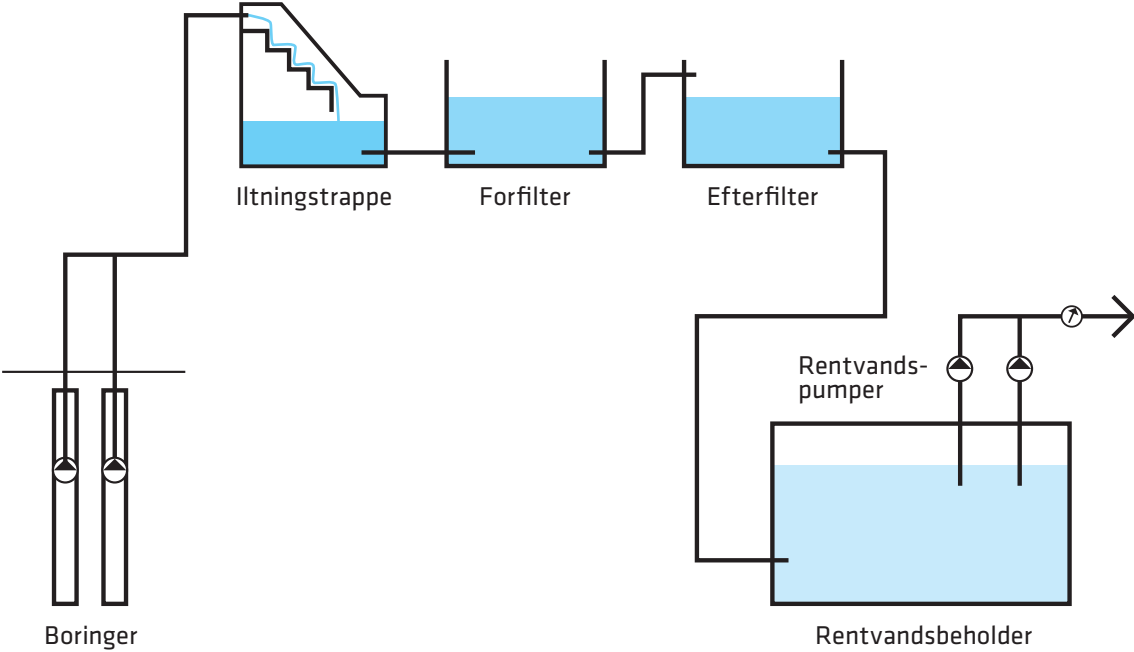 Iltningstrappe
Forfilter
Efterfilter
Rentvands-
pumper
Boringer
Rentvandsbeholder